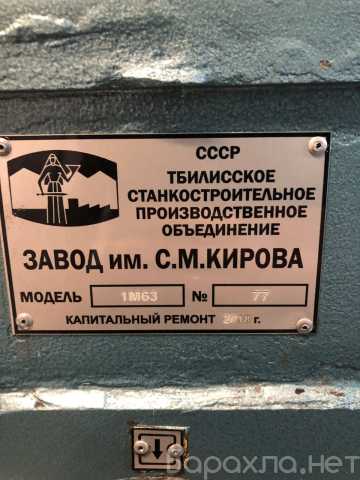 СССР
ТБИЛИССКОЕ
СТАНКОСТРОИТЕЛЬНОЕ
ПРОИЗВОДСТВЕННОЕ
ОБЪЕДИНЕНИЕ
ЗАВОД им. С.М.КИРОВА
МОДЕЛЬ 1М63 № 77
КАПИТАЛЬНЫЙ РЕМОНТ г.
барахла.нет